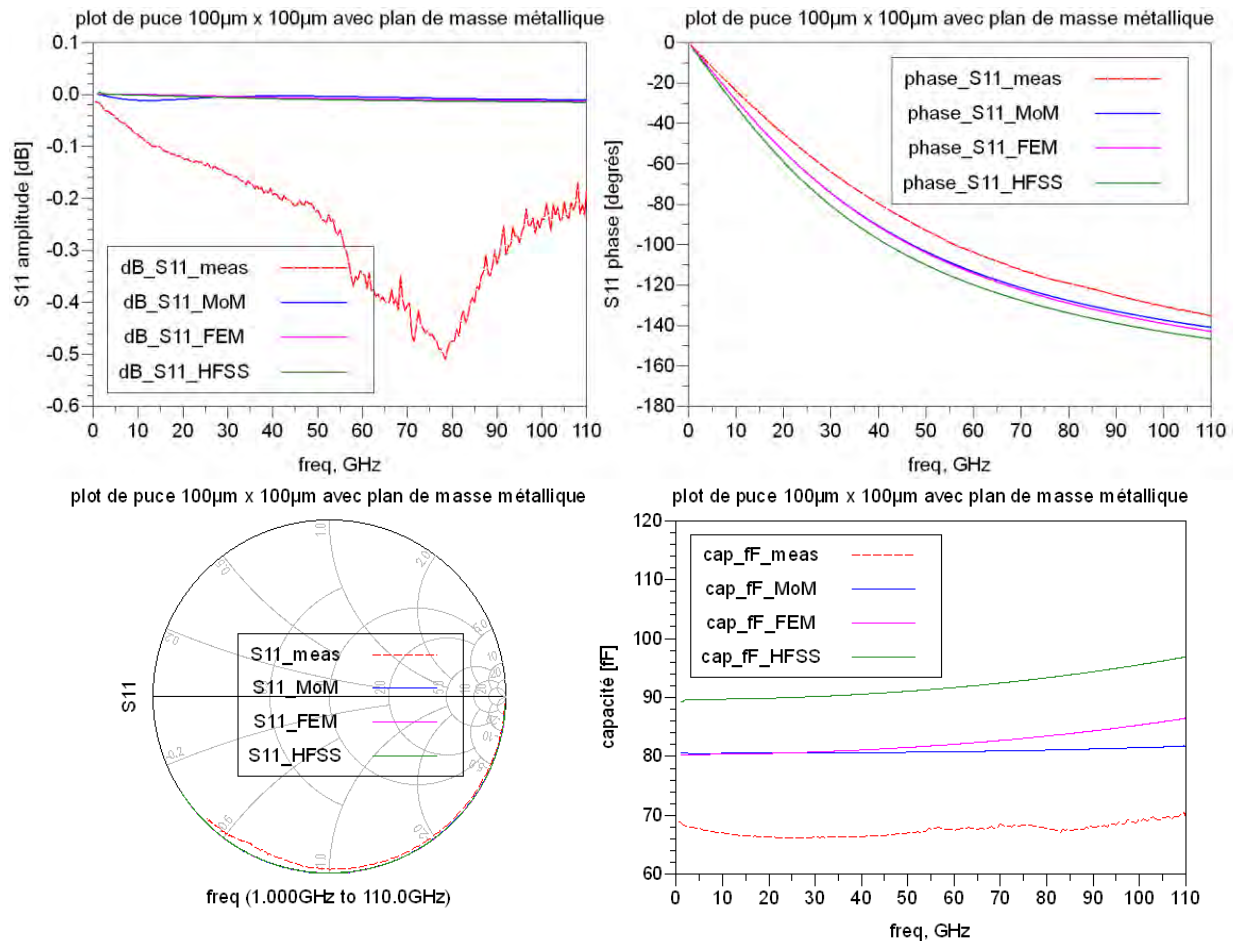 plot de puce 100µm x 100µm avec plan de masse métallique
0.1
0.0
-0.1
-0.2
-0.3
-0.4
-0.5
-0.6
S11 amplitude [dB]
dB_S11_meas
dB_S11_MoM
dB_S11_FEM
dB_S11_HFSS
0 10 20 30 40 50 60 70 80 90 100 110
freq, GHz
plot de puce 100µm x 100µm avec plan de masse métallique
0
-20
-40
-60
-80
-100
-120
-140
-160
-180
S11 phase [degrés]
phase_S11_meas
phase_S11_MoM
phase_S11_FEM
phase_S11_HFSS
0 10 20 30 40 50 60 70 80 90 100 110
freq, GHz
plot de puce 100µm x 100µm avec plan de masse métallique
S11
1.0
2.0
S11_meas
S11_MoM
S11_FEM
S11_HFSS
freq (1.000GHz to 110.0GHz)
plot de puce 100µm x 100µm avec plan de masse métallique
120
110
100
90
80
70
60
capacité [fF]
cap_fF_meas
cap_fF_MoM
cap_fF_FEM
cap_fF_HFSS
0 10 20 30 40 50 60 70 80 90 100 110
freq, GHz